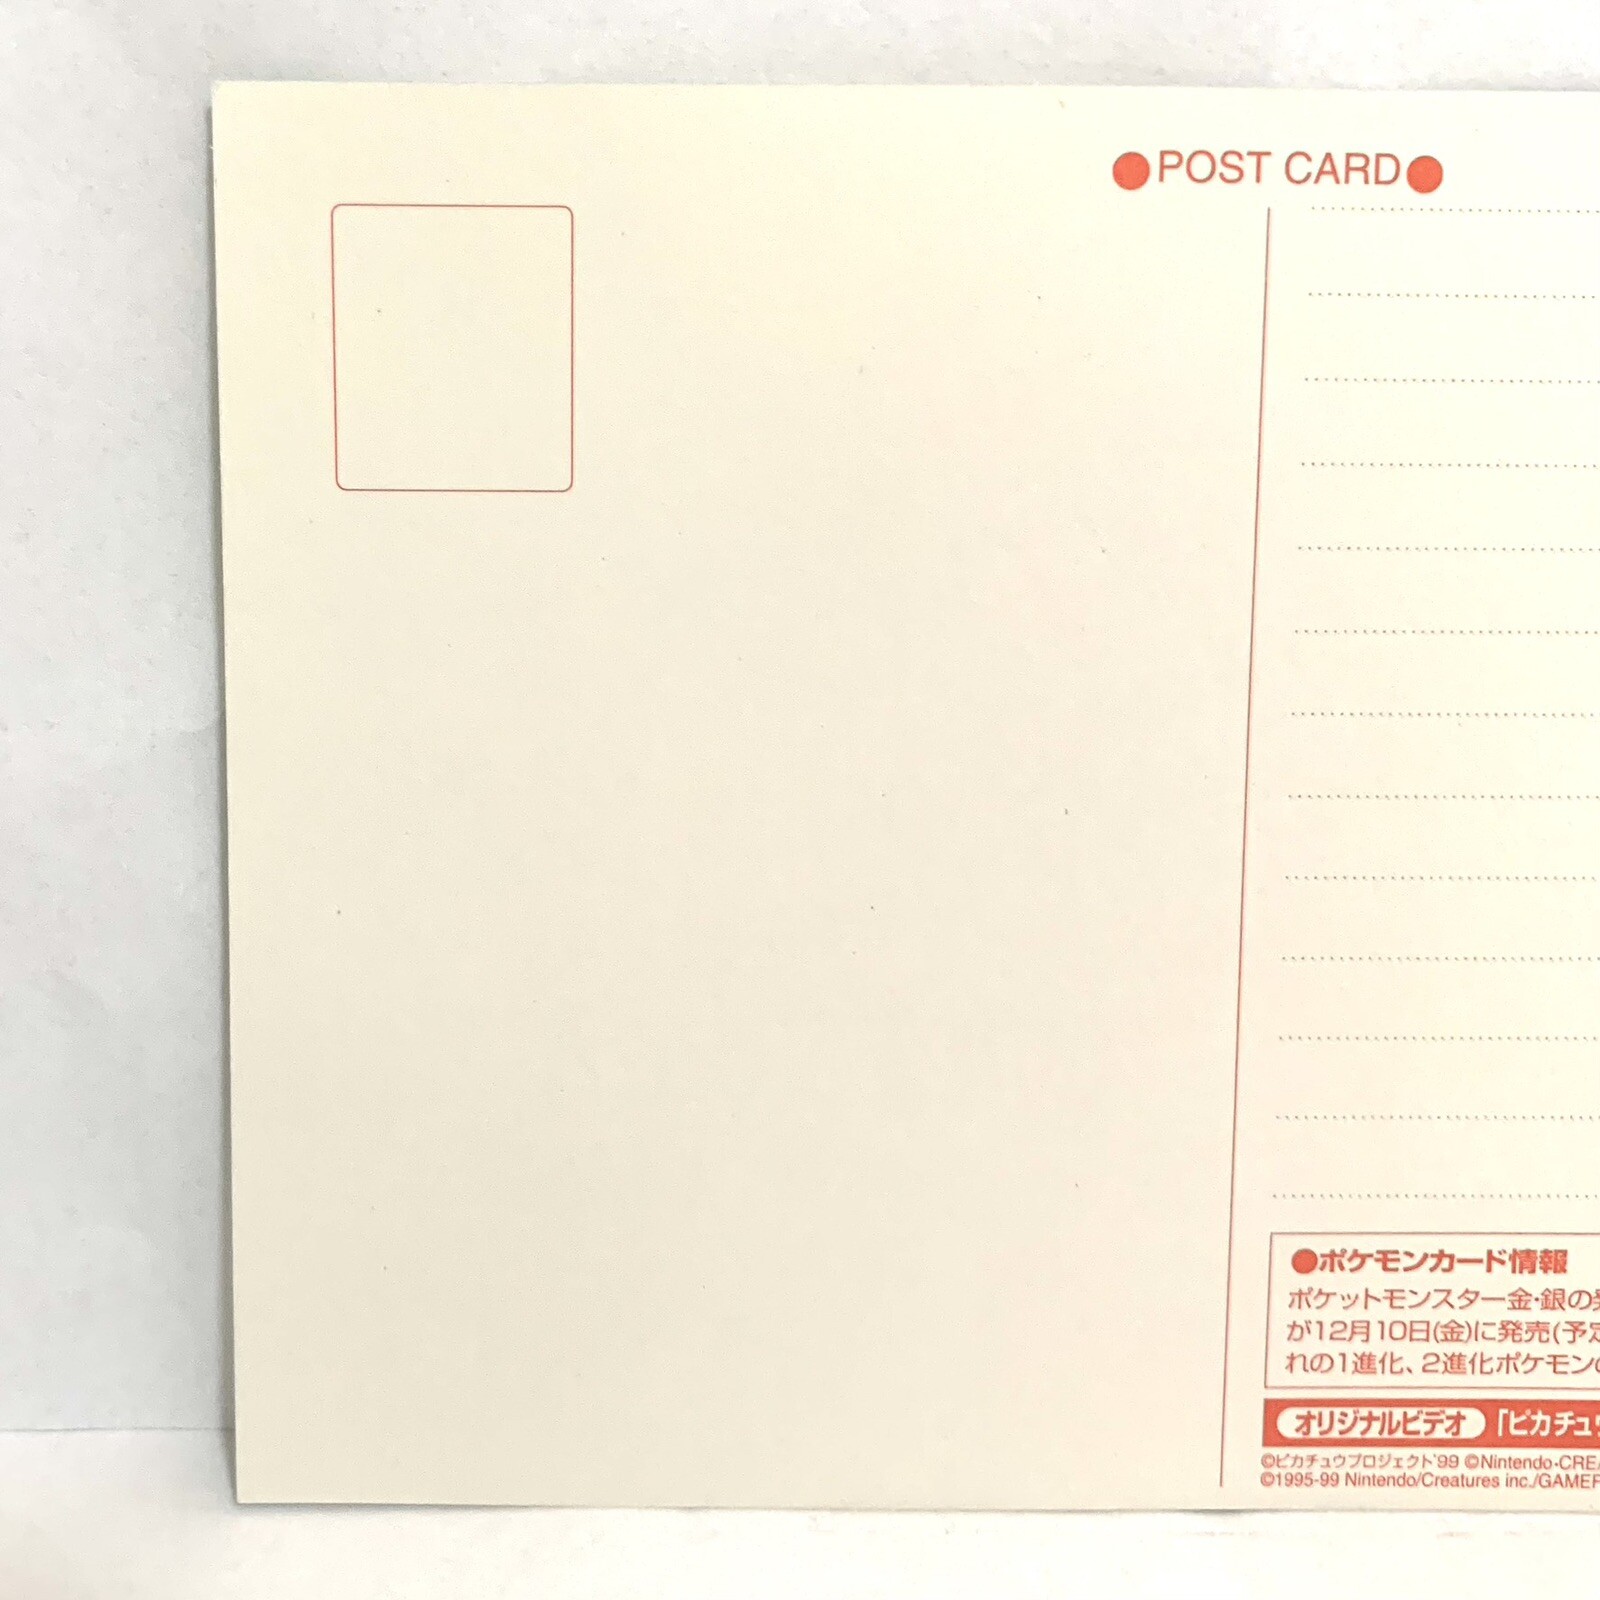 ●POST CARD●
●ポケモンカード情報
ポケットモンスター金・銀の
が12月10日(金)に発売(予定
れの1進化、2進化ポケモン
オリジナルビデオ 「ピカチュウ
©ピカチュウプロジェクト'99 ©Nintendo・CREA
©1995-99 Nintendo/Creatures inc./GAMEF